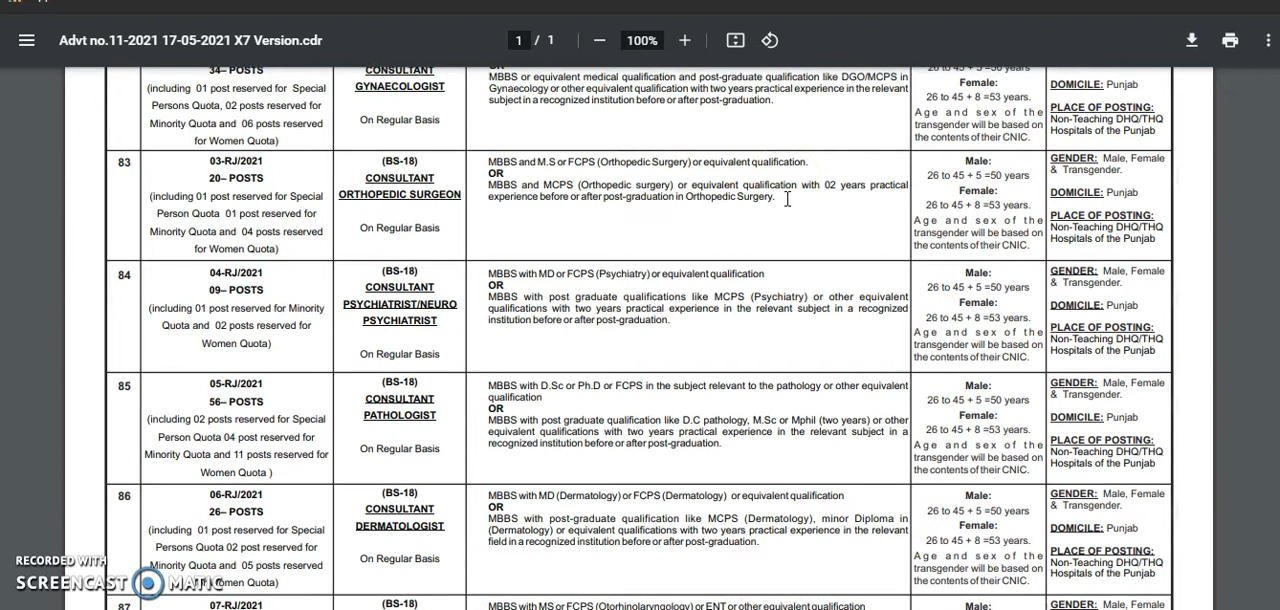 Advt no.11-2021 17-05-2021 X7 Version.cdr
1 / 1
100%
34– POSTS
(including 01 post reserved for Special
Persons Quota, 02 posts reserved for
Minority Quota and 06 posts reserved
for Women Quota)
CONSULTANT
GYNAECOLOGIST
On Regular Basis
OR
MBBS or equivalent medical qualification and post-graduate qualification like DGO/MCPS in
Gynaecology or other equivalent qualification with two years practical experience in the relevant
subject in a recognized institution before or after post-graduation.
26 to 45 + 5 =50 years
Female:
26 to 45 + 8 =53 years.
Age and sex of the
transgender will be based on
the contents of their CNIC.
DOMICILE: Punjab
PLACE OF POSTING:
Non-Teaching DHQ/THQ
Hospitals of the Punjab
83
03-RJ/2021
20– POSTS
(including 01 post reserved for Special
Person Quota 01 post reserved for
Minority Quota and 04 posts reserved
for Women Quota)
(BS-18)
CONSULTANT
ORTHOPEDIC SURGEON
On Regular Basis
MBBS and M.S or FCPS (Orthopedic Surgery) or equivalent qualification.
OR
MBBS and MCPS (Orthopedic surgery) or equivalent qualification with 02 years practical
experience before or after post-graduation in Orthopedic Surgery.
Male:
26 to 45 + 5 =50 years
Female:
26 to 45 + 8 =53 years.
Age and sex of the
transgender will be based on
the contents of their CNIC.
GENDER: Male, Female
& Transgender.
DOMICILE: Punjab
PLACE OF POSTING:
Non-Teaching DHQ/THQ
Hospitals of the Punjab
84
04-RJ/2021
09– POSTS
(including 01 post reserved for Minority
Quota and 02 posts reserved for
Women Quota)
(BS-18)
CONSULTANT
PSYCHIATRIST/NEURO
PSYCHIATRIST
On Regular Basis
MBBS with MD or FCPS (Psychiatry) or equivalent qualification
OR
MBBS with post graduate qualifications like MCPS (Psychiatry) or other equivalent
qualifications with two years practical experience in the relevant subject in a recognized
institution before or after post-graduation.
Male:
26 to 45 + 5 =50 years
Female:
26 to 45 + 8 =53 years.
Age and sex of the
transgender will be based on
the contents of their CNIC.
GENDER: Male, Female
& Transgender.
DOMICILE: Punjab
PLACE OF POSTING:
Non-Teaching DHQ/THQ
Hospitals of the Punjab
85
05-RJ/2021
56– POSTS
(including 02 posts reserved for Special
Person Quota 04 post reserved for
Minority Quota and 11 posts reserved for
Women Quota )
(BS-18)
CONSULTANT
PATHOLOGIST
On Regular Basis
MBBS with D.Sc or Ph.D or FCPS in the subject relevant to the pathology or other equivalent
qualification
OR
MBBS with post graduate qualification like D.C pathology, M.Sc or Mphil (two years) or other
equivalent qualifications with two years practical experience in the relevant subject in a
recognized institution before or after post-graduation.
Male:
26 to 45 + 5 =50 years
Female:
26 to 45 + 8 =53 years.
Age and sex of the
transgender will be based on
the contents of their CNIC.
GENDER: Male, Female
& Transgender.
DOMICILE: Punjab
PLACE OF POSTING:
Non-Teaching DHQ/THQ
Hospitals of the Punjab
86
06-RJ/2021
26– POSTS
(including 01 post reserved for Special
Persons Quota 02 post reserved for
Minority Quota and 05 posts reserved
Women Quota)
(BS-18)
CONSULTANT
DERMATOLOGIST
On Regular Basis
MBBS with MD (Dermatology) or FCPS (Dermatology) or equivalent qualification
OR
MBBS with post-graduate qualification like MCPS (Dermatology), minor Diploma in
(Dermatology) or equivalent qualifications with two years practical experience in the relevant
field in a recognized institution before or after post-graduation.
Male:
26 to 45 + 5 =50 years
Female:
26 to 45 + 8 =53 years.
Age and sex of the
transgender will be based on
the contents of their CNIC.
GENDER: Male, Female
& Transgender.
DOMICILE: Punjab
PLACE OF POSTING:
Non-Teaching DHQ/THQ
Hospitals of the Punjab
87
07-RJ/2021
(BS-18)
MBBS with MS or FCPS (Otorhinolaryngology) or ENT or other equivalent qualification
Male:
GENDER: Male, Female
RECORDED WITH
SCREENCAST MATIC